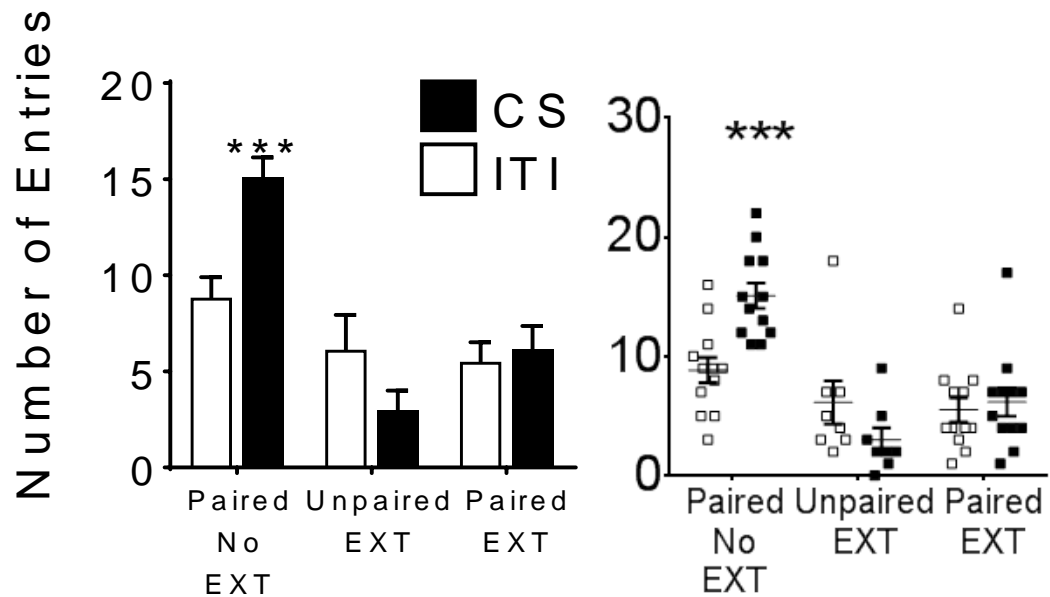 Number of Entries
20
15
10
5
0
***
CS
ITI
Paired Unpaired Paired
No EXT EXT
EXT
30
20
10
0
***
Paired Unpaired Paired
No EXT EXT
EXT